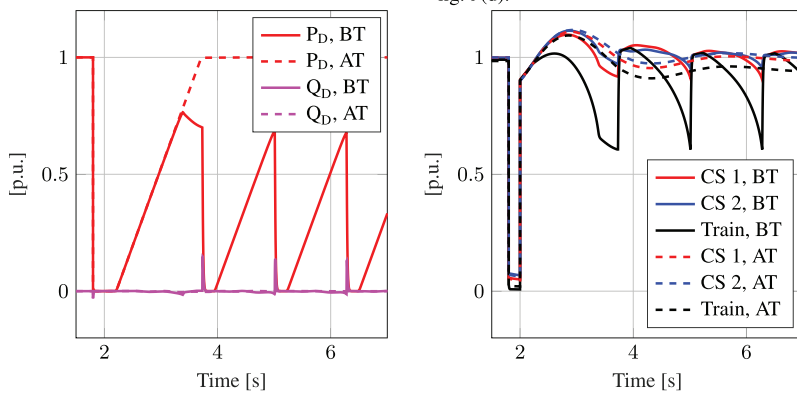 fig. 6 (d).
1
0.5
0
[p.u.]
2
4
6
Time [s]
P_D, BT
P_D, AT
Q_D, BT
Q_D, AT
1
0.5
0
[p.u.]
2
4
6
Time [s]
CS 1, BT
CS 2, BT
Train, BT
CS 1, AT
CS 2, AT
Train, AT